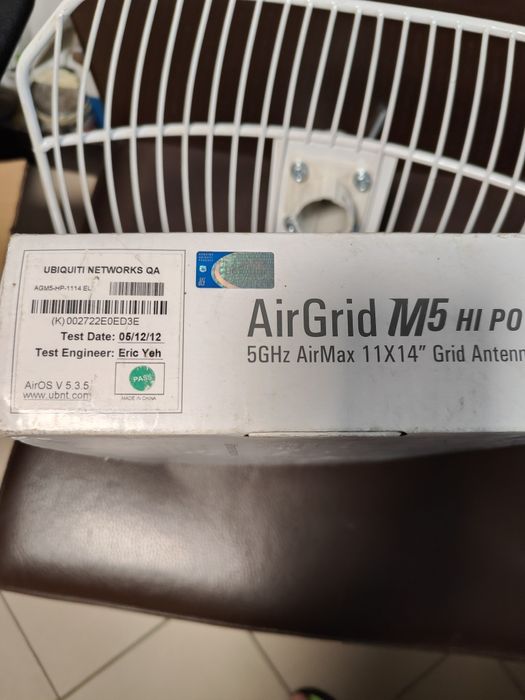 UBIQUITI NETWORKS QA
AGM5-HP-1114 EU
(K) 002722E0ED3E
Test Date: 05/12/12
Test Engineer: Eric Yeh
AirOS V 5.3.5
www.ubnt.com
PASS
MADE IN CHINA
AirGrid M5 HI PO
5GHz AirMax 11X14" Grid Antenn